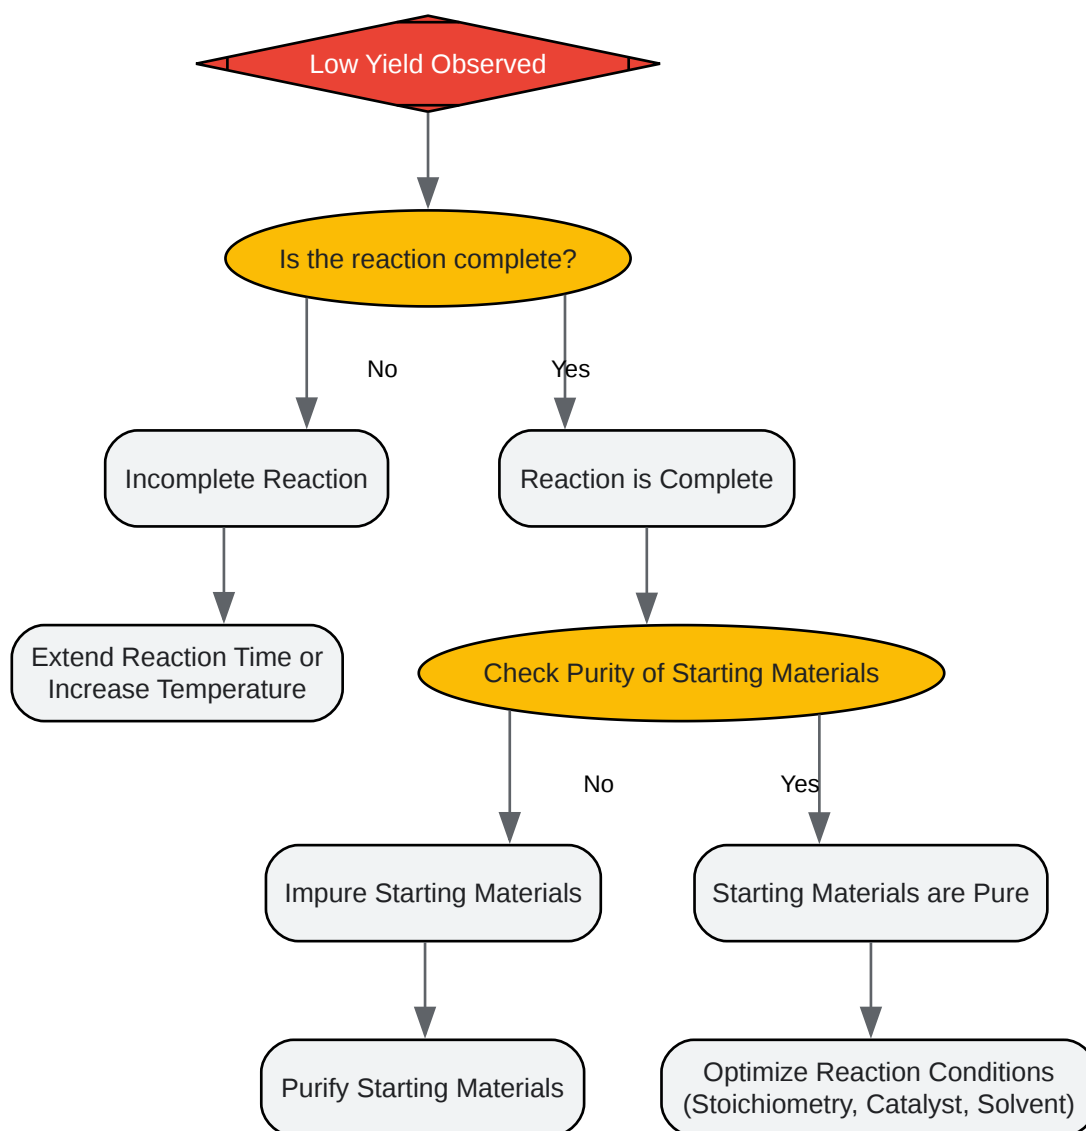 Low Yield Observed
Is the reaction complete?
No
Yes
Incomplete Reaction
Reaction is Complete
Extend Reaction Time or
Increase Temperature
Check Purity of Starting Materials
No
Yes
Impure Starting Materials
Starting Materials are Pure
Purify Starting Materials
Optimize Reaction Conditions
(Stoichiometry, Catalyst, Solvent)